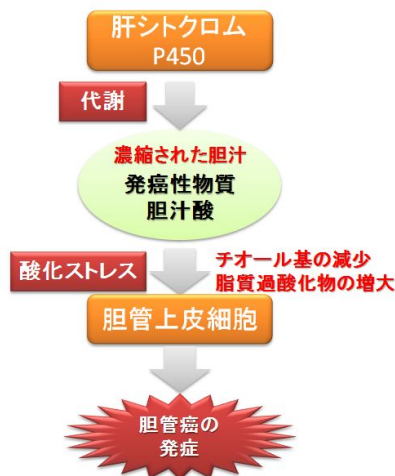 肝シトクロム
P450
代謝
濃縮された胆汁
発癌性物質
胆汁酸
酸化ストレス
チオール基の減少
脂質過酸化物の増大
胆管上皮細胞
胆管癌の
発症